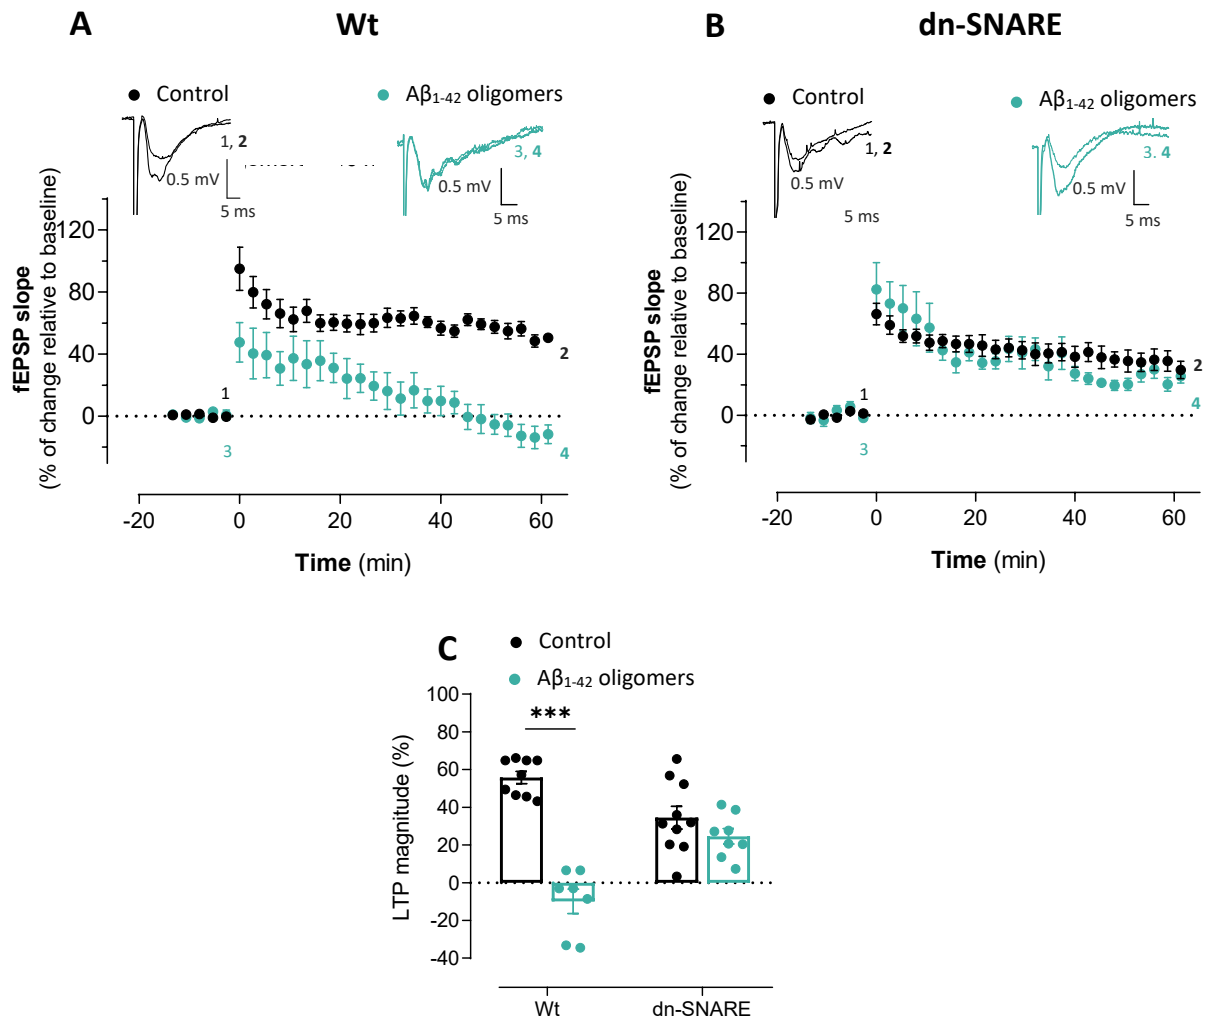 A
Wt
Control
Aβ1-42 oligomers
1, 2
0.5 mV
5 ms
3, 4
0.5 mV
5 ms
fEPSP slope
(% of change relative to baseline)
120
80
40
0
1
3
2
4
-20
0
20
40
60
Time (min)
B
dn-SNARE
Control
Aβ1-42 oligomers
1, 2
0.5 mV
5 ms
3. 4
0.5 mV
5 ms
fEPSP slope
(% of change relative to baseline)
120
80
40
0
1
3
2
4
-20
0
20
40
60
Time (min)
C
Control
Aβ1-42 oligomers
LTP magnitude (%)
100
80
60
40
20
0
-20
-40
***
Wt
dn-SNARE